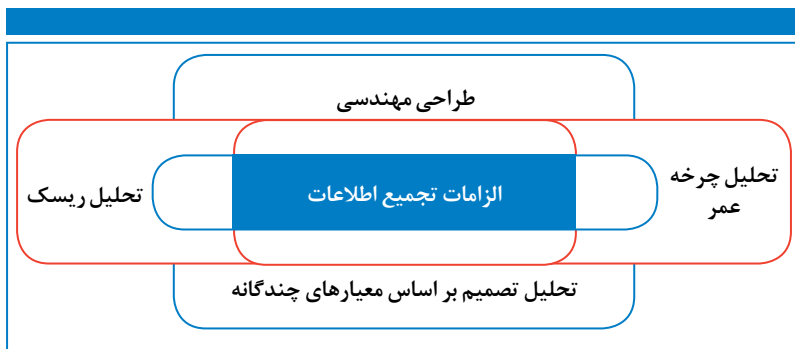 طراحی مهندسی
تحلیل چرخه
عمر
الزامات تجمیع اطلاعات
تحلیل ریسک
تحلیل تصمیم بر اساس معیارهای چندگانه